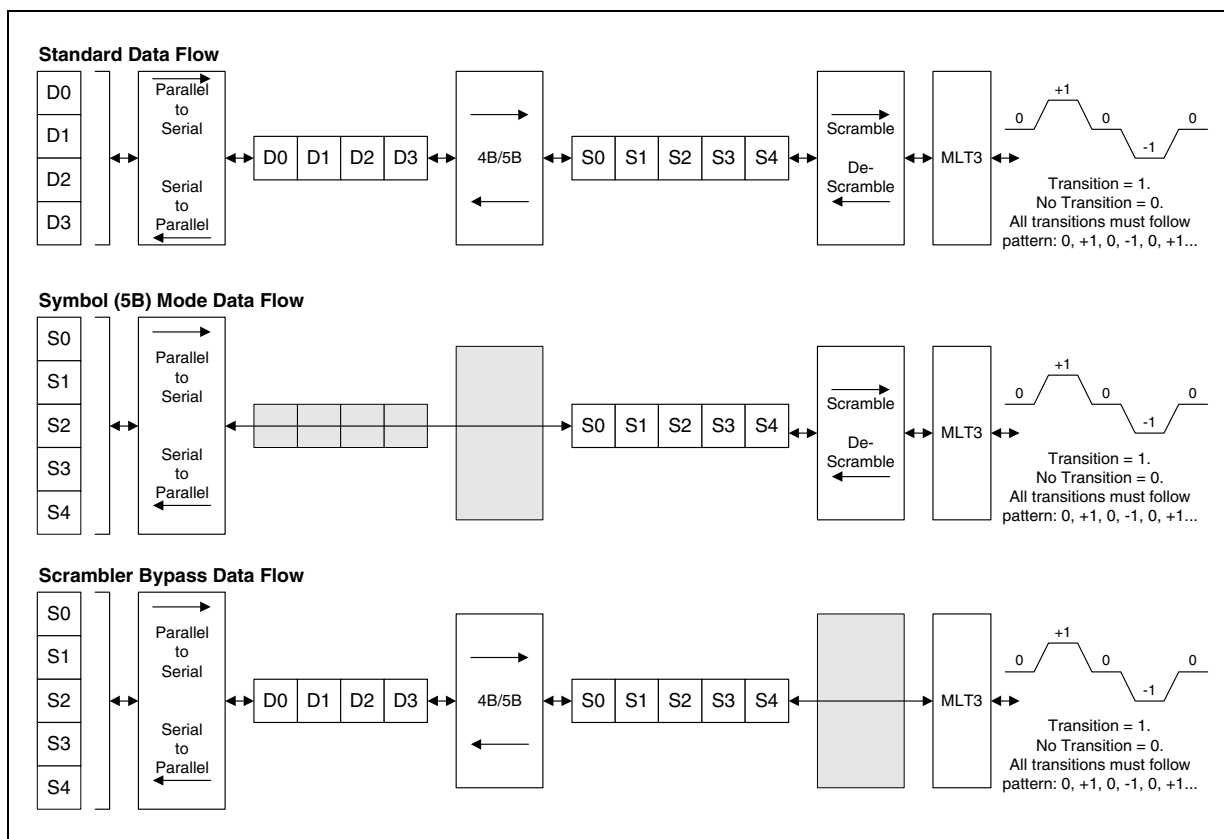 Standard Data Flow
D0
D1
D2
D3
Parallel
to
Serial
Serial
to
Parallel
D0 D1 D2 D3
4B/5B
S0 S1 S2 S3 S4
Scramble
De-
Scramble
MLT3
0 +1 0 -1 0
Transition = 1.
No Transition = 0.
All transitions must follow
pattern: 0, +1, 0, -1, 0, +1...
Symbol (5B) Mode Data Flow
S0
S1
S2
S3
S4
Parallel
to
Serial
Serial
to
Parallel
S0 S1 S2 S3 S4
Scramble
De-
Scramble
MLT3
0 +1 0 -1 0
Transition = 1.
No Transition = 0.
All transitions must follow
pattern: 0, +1, 0, -1, 0, +1...
Scrambler Bypass Data Flow
S0
S1
S2
S3
S4
Parallel
to
Serial
Serial
to
Parallel
D0 D1 D2 D3
4B/5B
S0 S1 S2 S3 S4
MLT3
0 +1 0 -1 0
Transition = 1.
No Transition = 0.
All transitions must follow
pattern: 0, +1, 0, -1, 0, +1...